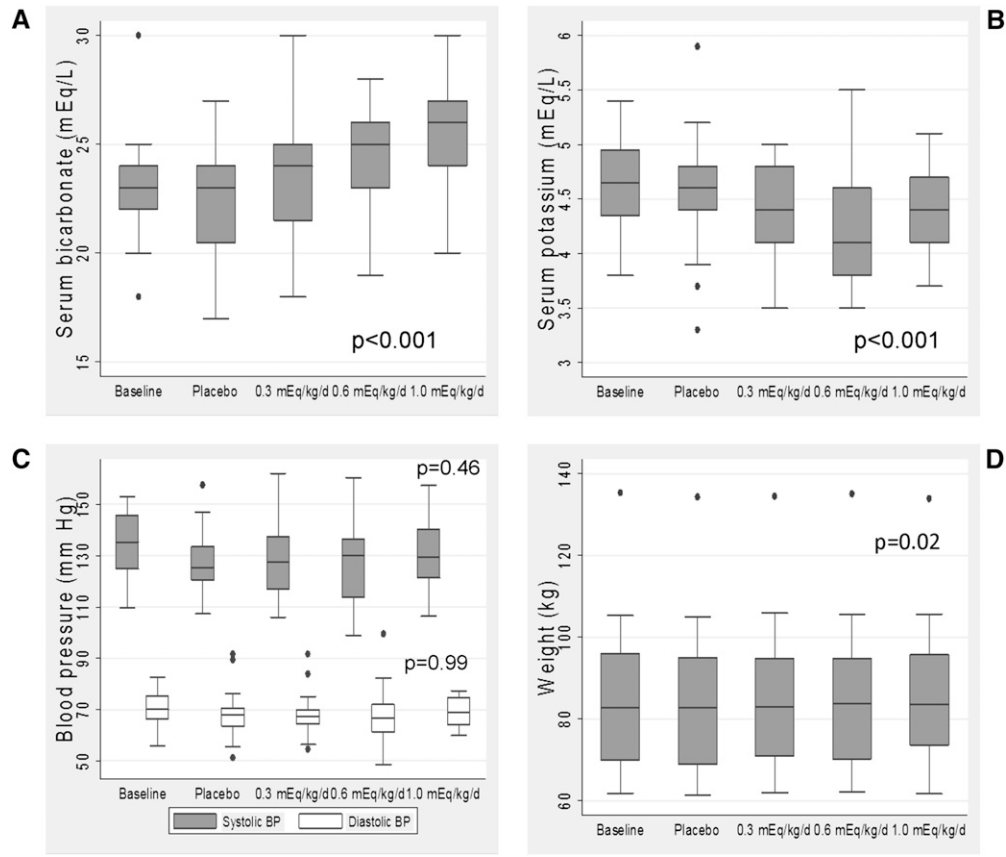 A
Serum bicarbonate (mEq/L)
30
25
20
15
p<0.001
Baseline Placebo 0.3 mEq/kg/d 0.6 mEq/kg/d 1.0 mEq/kg/d
B
Serum potassium (mEq/L)
6
5.5
5
4.5
4
3.5
3
p<0.001
Baseline Placebo 0.3 mEq/kg/d 0.6 mEq/kg/d 1.0 mEq/kg/d
C
Blood pressure (mm Hg)
150
130
110
90
70
50
p=0.46
p=0.99
Baseline Placebo 0.3 mEq/kg/d 0.6 mEq/kg/d 1.0 mEq/kg/d
Systolic BP Diastolic BP
D
Weight (kg)
140
120
100
80
60
p=0.02
Baseline Placebo 0.3 mEq/kg/d 0.6 mEq/kg/d 1.0 mEq/kg/d